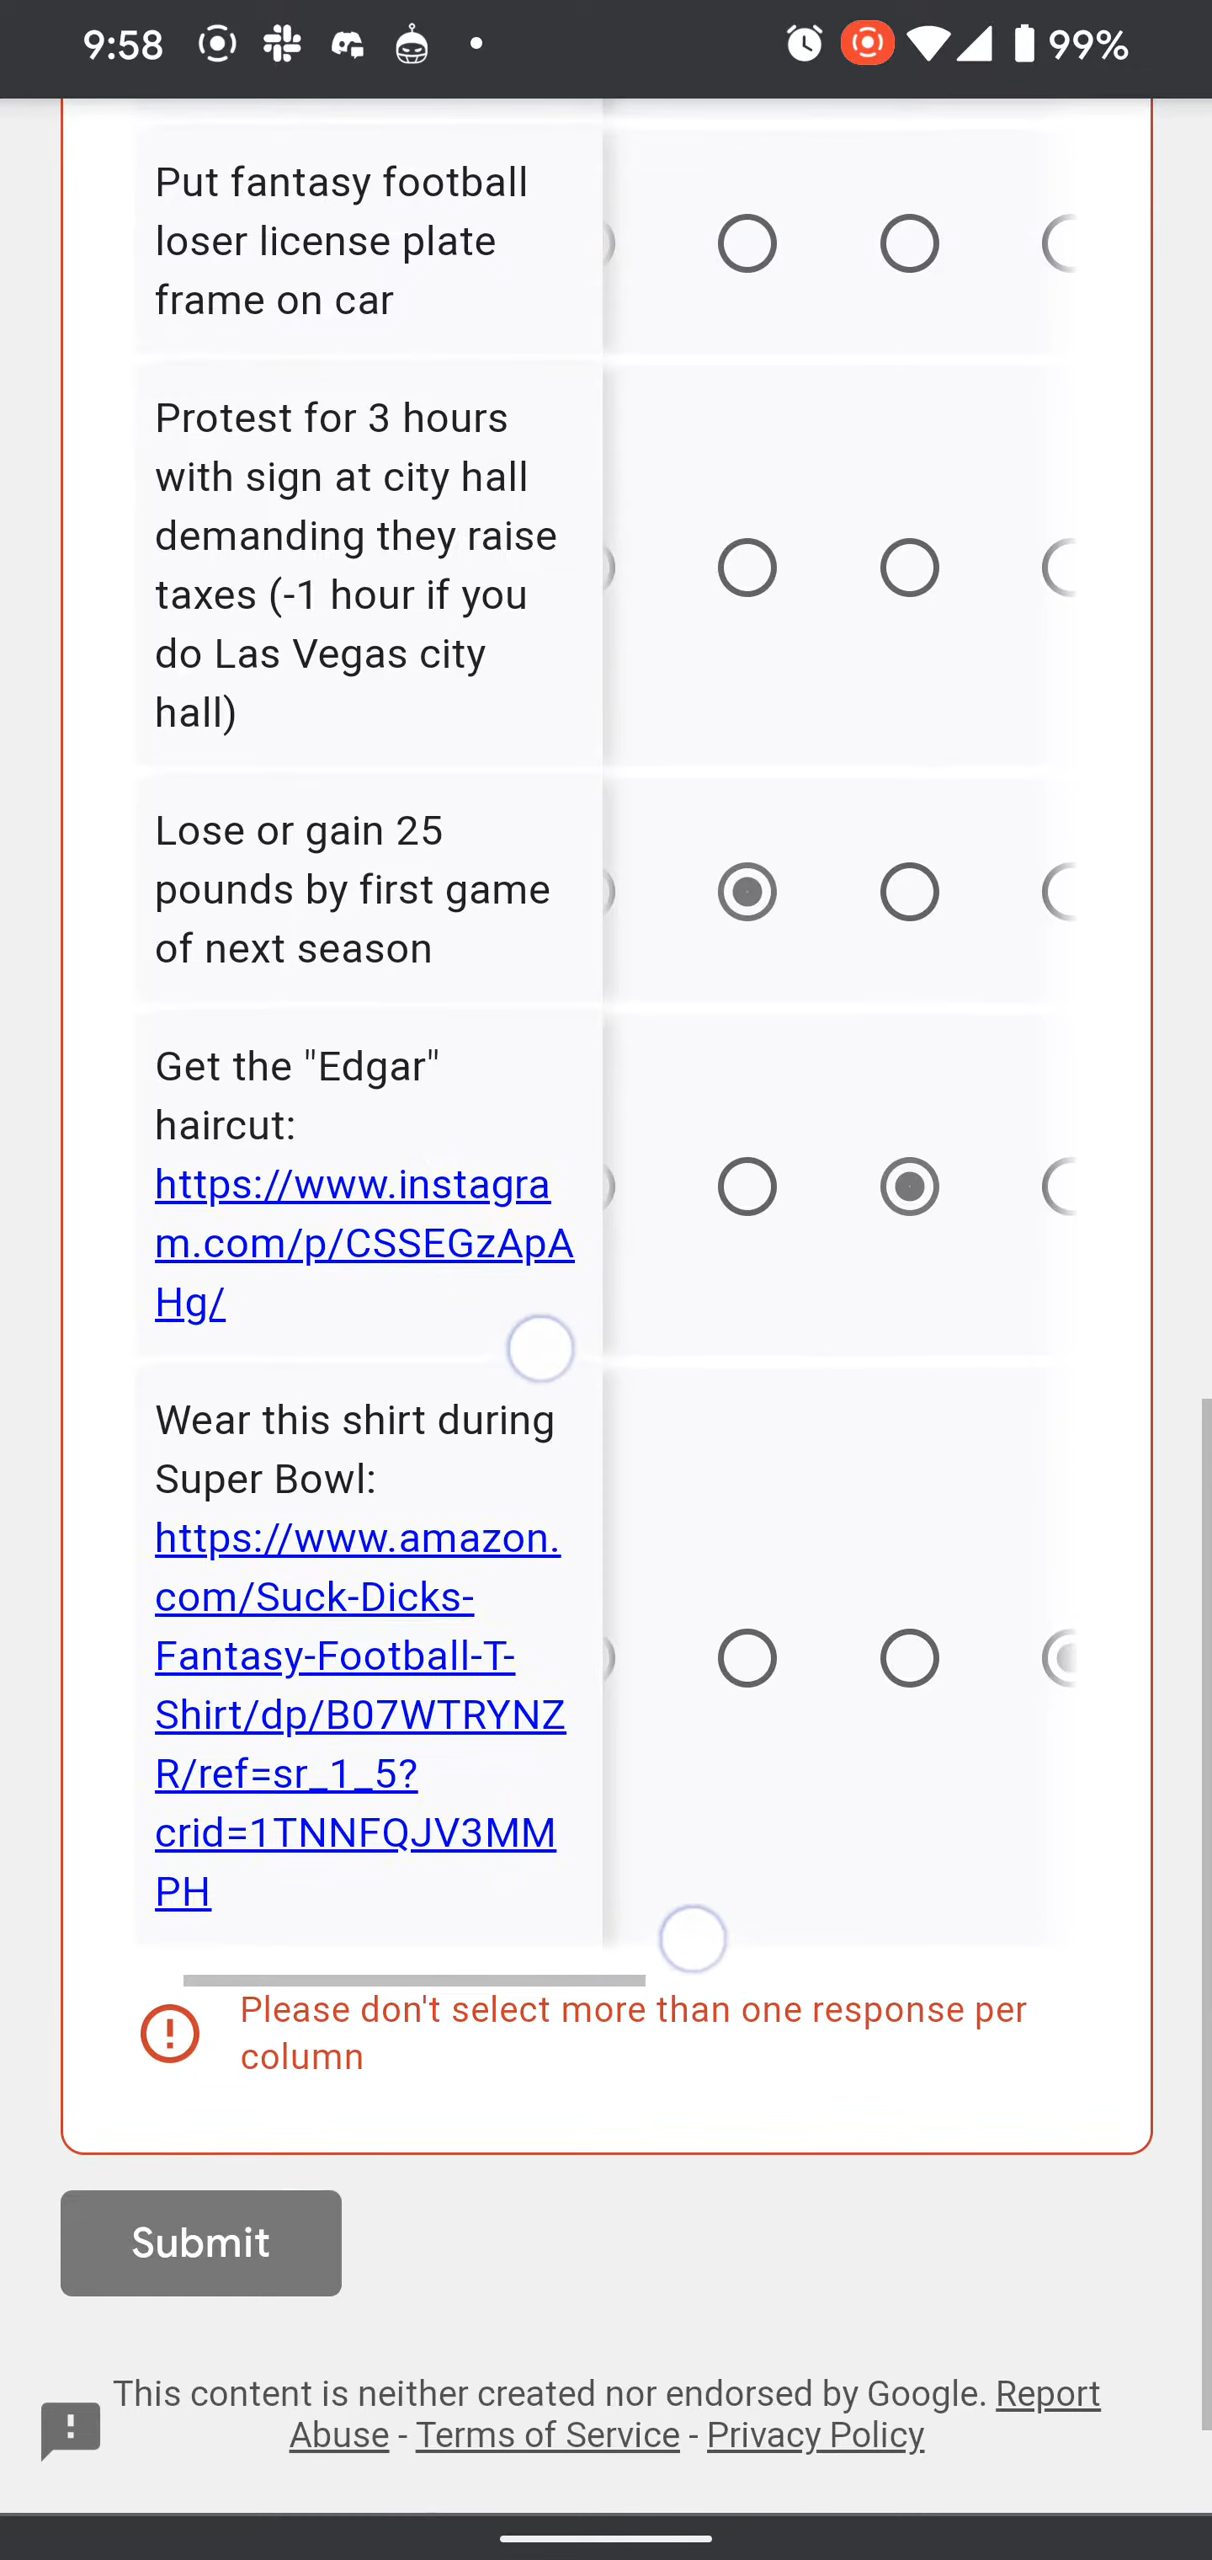 9:58
99%
Put fantasy football
loser license plate
frame on car
Protest for 3 hours
with sign at city hall
demanding they raise
taxes (-1 hour if you
do Las Vegas city
hall)
Lose or gain 25
pounds by first game
of next season
Get the "Edgar"
haircut:
https://www.instagra
m.com/p/CSSEGzApA
Hg/
Wear this shirt during
Super Bowl:
https://www.amazon.
com/Suck-Dicks-
Fantasy-Football-T-
Shirt/dp/B07WTRYNZ
R/ref=sr_1_5?
crid=1TNNFQJV3MM
PH
Please don't select more than one response per
column
Submit
This content is neither created nor endorsed by Google. Report
Abuse - Terms of Service - Privacy Policy